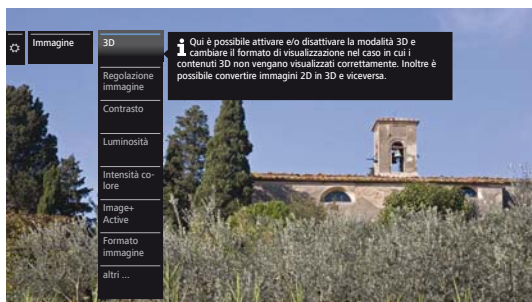 Immagine
3D
Regolazione
immagine
Contrasto
Luminosità
Intensità co-
lore
Image+
Active
Formato
immagine
altri ...
Qui è possibile attivare e/o disattivare la modalità 3D e
cambiare il formato di visualizzazione nel caso in cui i
contenuti 3D non vengano visualizzati correttamente. Inoltre è
possibile convertire immagini 2D in 3D e viceversa.